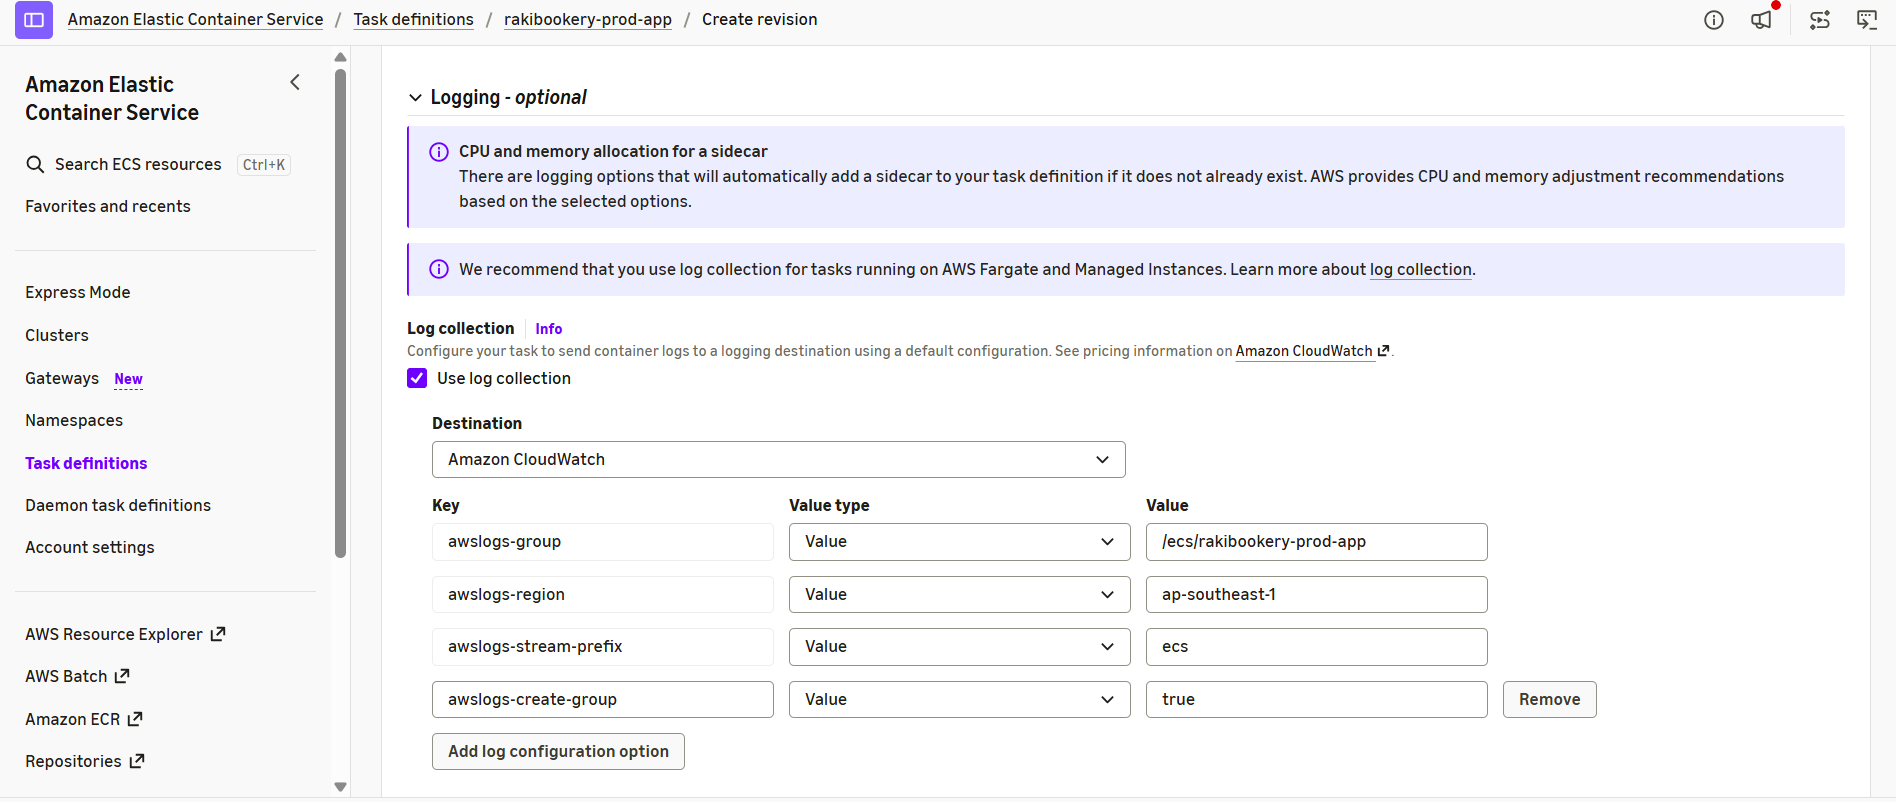 Amazon Elastic Container Service / Task definitions / rakibookery-prod-app / Create revision
Amazon Elastic
Container Service
Search ECS resources Ctrl+K
Favorites and recents
Express Mode
Clusters
Gateways New
Namespaces
Task definitions
Daemon task definitions
Account settings
AWS Resource Explorer
AWS Batch
Amazon ECR
Repositories
Logging - optional
CPU and memory allocation for a sidecar
There are logging options that will automatically add a sidecar to your task definition if it does not already exist. AWS provides CPU and memory adjustment recommendations
based on the selected options.
We recommend that you use log collection for tasks running on AWS Fargate and Managed Instances. Learn more about log collection.
Log collection Info
Configure your task to send container logs to a logging destination using a default configuration. See pricing information on Amazon CloudWatch .
Use log collection
Destination
Amazon CloudWatch
Key Value type Value
awslogs-group Value /ecs/rakibookery-prod-app
awslogs-region Value ap-southeast-1
awslogs-stream-prefix Value ecs
awslogs-create-group Value true Remove
Add log configuration option